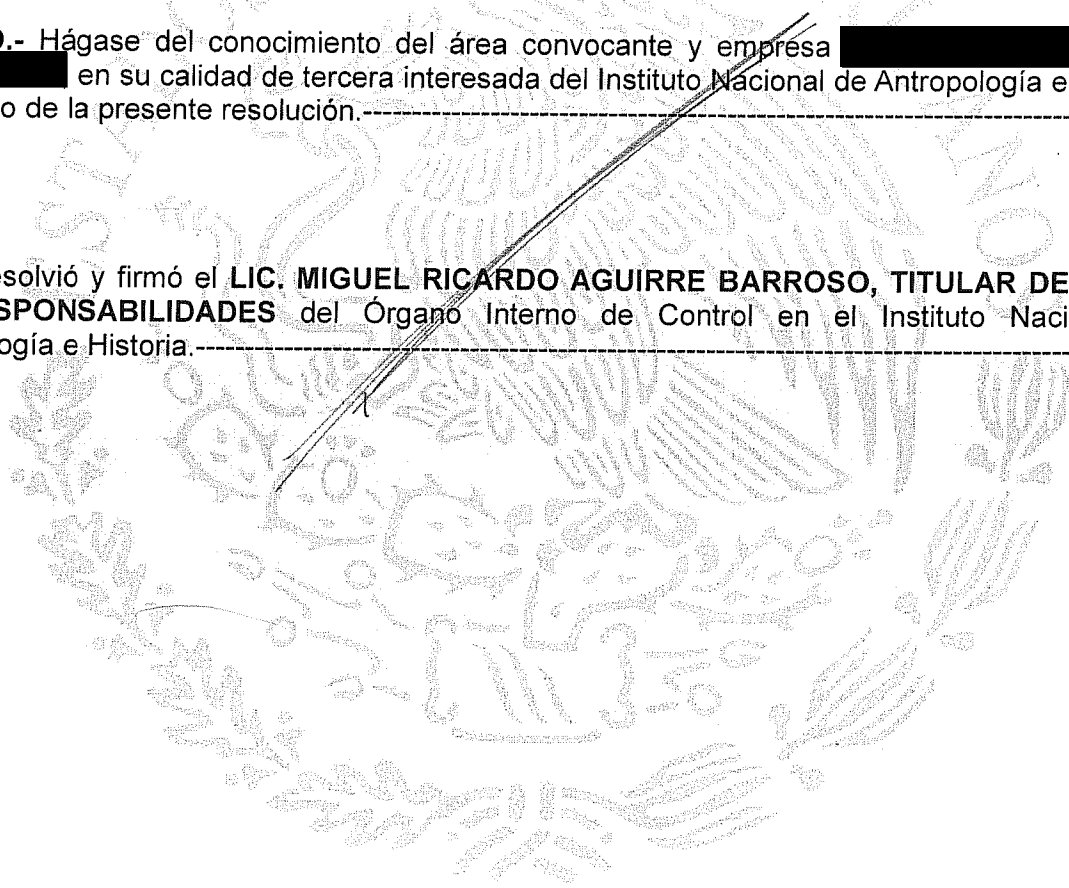 .- Hágase del conocimiento del área convocante y empresa
en su calidad de tercera interesada del Instituto Nacional de Antropología e
o de la presente resolución.-----------------------------------------------------------------------
solvió y firmó el LIC. MIGUEL RICARDO AGUIRRE BARROSO, TITULAR DE
SPONSABILIDADES del Órgano Interno de Control en el Instituto Naci
ogía e Historia.-----------------------------------------------------------------------------------------